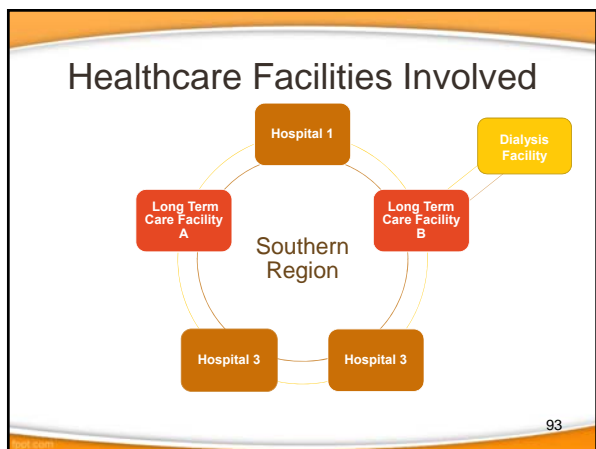 Healthcare Facilities Involved
Hospital 1
Dialysis
Facility
Long Term
Care Facility
A
Long Term
Care Facility
B
Southern
Region
Hospital 3
Hospital 3
93
fppt.com